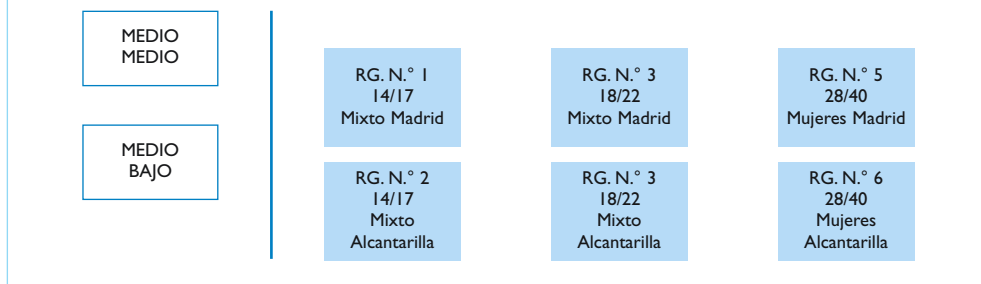 MEDIO
MEDIO
RG. N.° 1
14/17
Mixto Madrid
RG. N.° 3
18/22
Mixto Madrid
RG. N.° 5
28/40
Mujeres Madrid
MEDIO
BAJO
RG. N.° 2
14/17
Mixto
Alcantarilla
RG. N.° 3
18/22
Mixto
Alcantarilla
RG. N.° 6
28/40
Mujeres
Alcantarilla